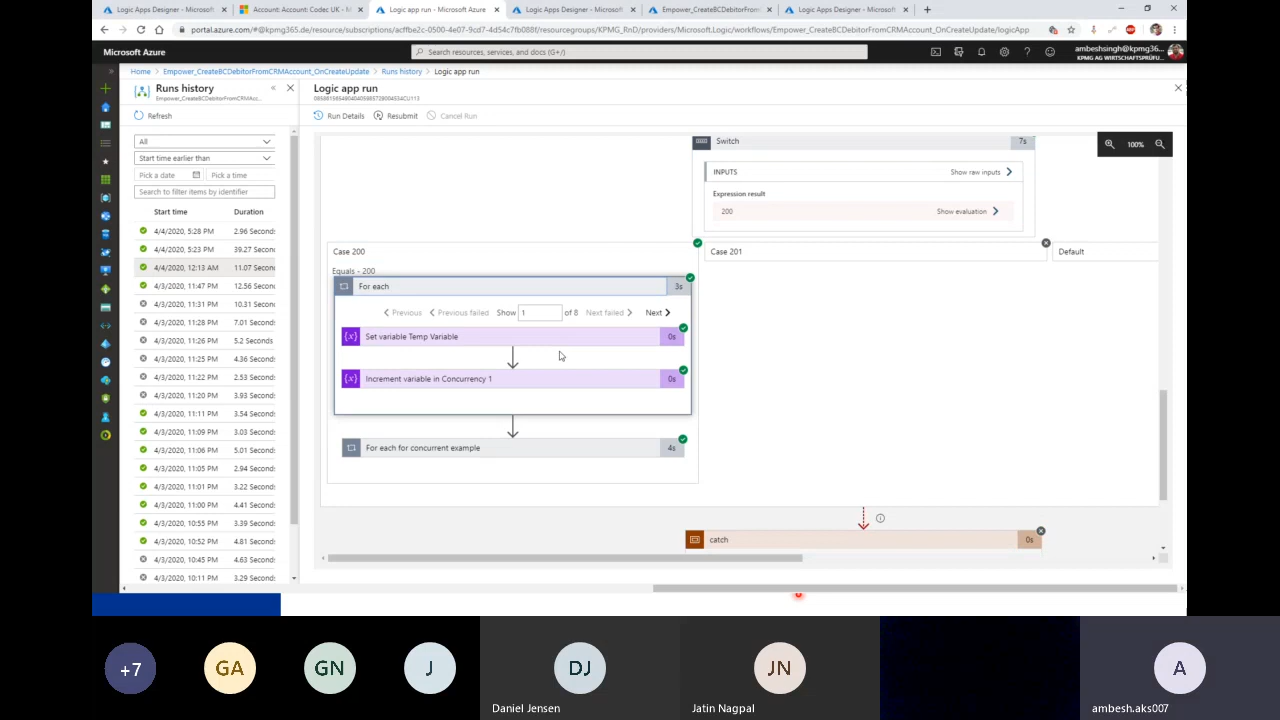 Logic Apps Designer - Microsoft
Account: Account: Codec UK - M
Logic app run - Microsoft Azure
Logic Apps Designer - Microsoft
Empower_CreateBCDebitorFromCRM
Logic Apps Designer - Microsoft
Microsoft Azure
Search resources, services, and docs (G+/)
ambeshsingh@kpmg365...
KPMG AG WIRTSCHAFTSPRÜFU...
Home > Empower_CreateBCDebitorFromCRMAccount_OnCreateUpdate > Runs history > Logic app run
Runs history
Empower_CreateBCDebitorFromCRMAcc...
Refresh
All
Start time earlier than
Pick a date
Pick a time
Search to filter items by identifier
Start time Duration
4/4/2020, 5:28 PM 2.96 Seconds
4/4/2020, 5:23 PM 39.27 Seconds
4/4/2020, 12:13 AM 11.07 Seconds
4/3/2020, 11:47 PM 12.56 Seconds
4/3/2020, 11:31 PM 10.31 Seconds
4/3/2020, 11:28 PM 7.01 Seconds
4/3/2020, 11:26 PM 5.2 Seconds
4/3/2020, 11:25 PM 4.36 Seconds
4/3/2020, 11:22 PM 2.53 Seconds
4/3/2020, 11:20 PM 3.93 Seconds
4/3/2020, 11:11 PM 3.54 Seconds
4/3/2020, 11:09 PM 3.03 Seconds
4/3/2020, 11:06 PM 5.01 Seconds
4/3/2020, 11:05 PM 2.94 Seconds
4/3/2020, 11:01 PM 3.22 Seconds
4/3/2020, 11:00 PM 4.41 Seconds
4/3/2020, 10:55 PM 3.39 Seconds
4/3/2020, 10:52 PM 4.81 Seconds
4/3/2020, 10:45 PM 4.63 Seconds
4/3/2020, 10:11 PM 3.29 Seconds
Logic app run
Run Details Resubmit Cancel Run
100%
Switch 7s
INPUTS Show raw inputs
Expression result
200 Show evaluation
Case 200
Equals - 200
For each 3s
Previous Previous failed Show 1 of 8 Next failed Next
Set variable Temp Variable 0s
Increment variable in Concurrency 1 0s
For each for concurrent example 4s
Case 201
Default
catch 0s
+7
GA
GN
J
DJ
Daniel Jensen
JN
Jatin Nagpal
A
ambesh.aks007